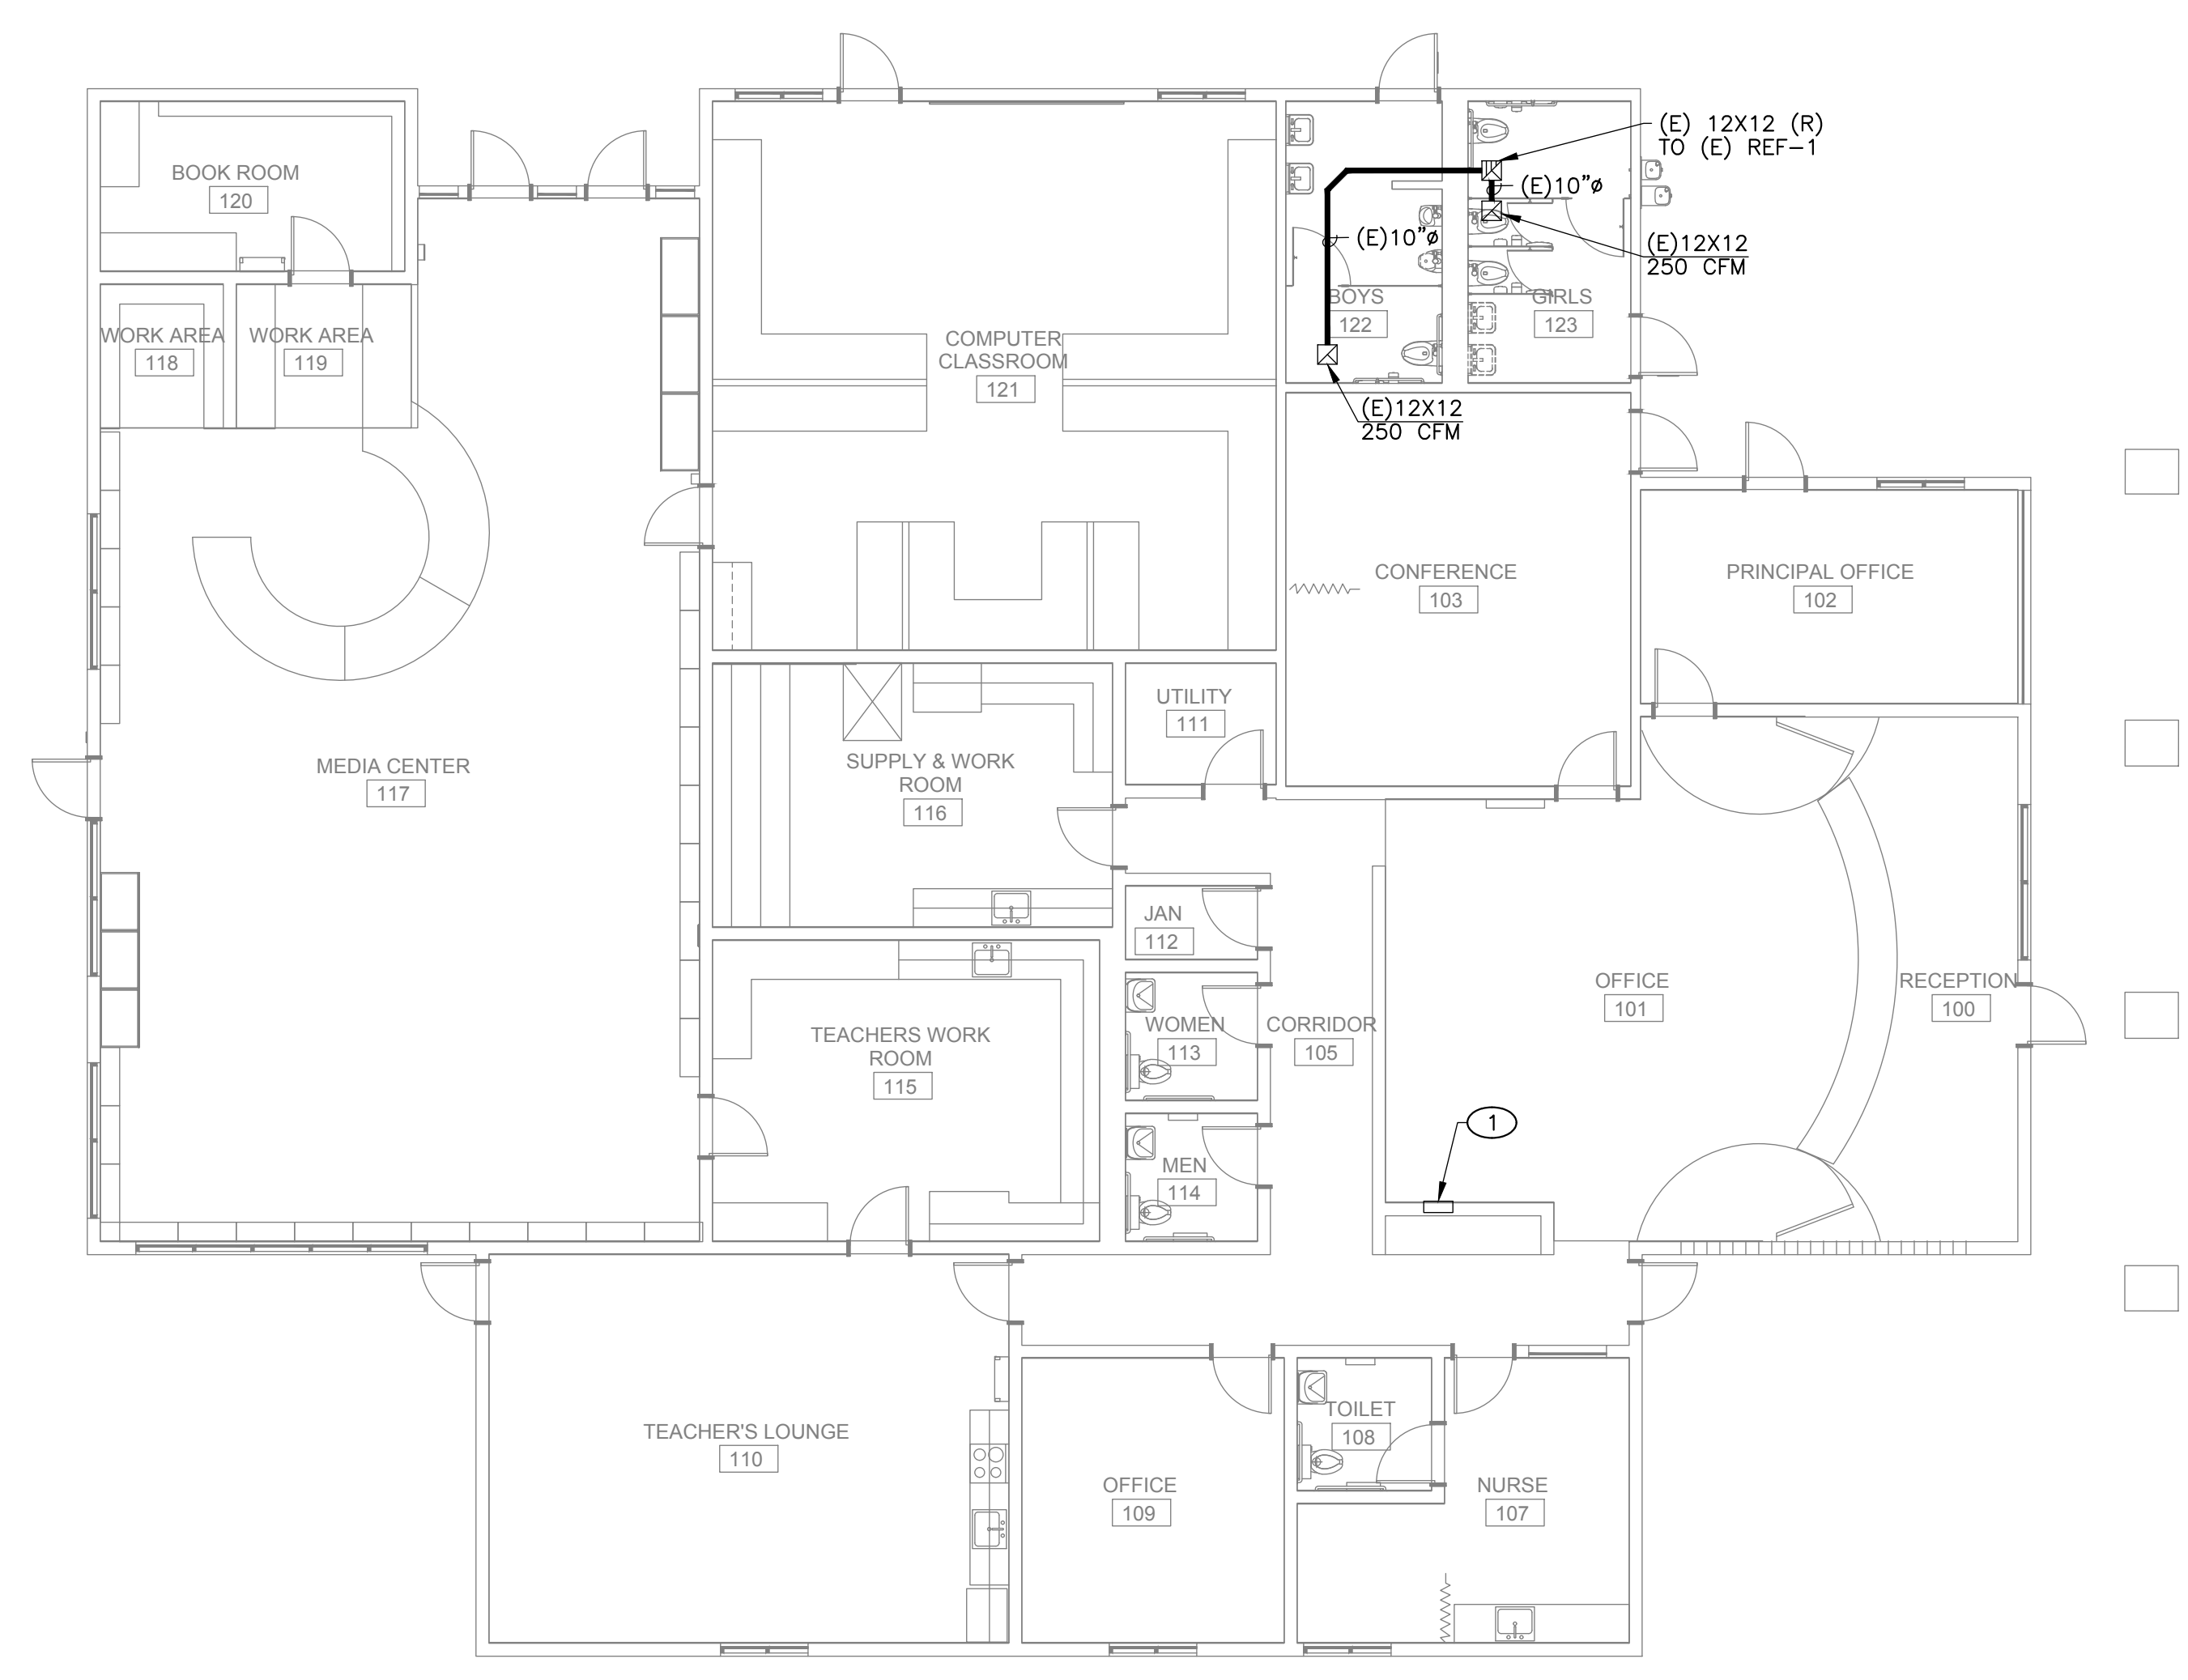 (E) 12X12 (R)
TO (E) REF-1
BOOK ROOM
120
(E)10"ø
(E)10"ø
(E)12X12
250 CFM
BOYS
122
GIRLS
123
WORK AREA
118
WORK AREA
119
COMPUTER
CLASSROOM
121
(E)12X12
250 CFM
CONFERENCE
103
PRINCIPAL OFFICE
102
UTILITY
111
MEDIA CENTER
117
SUPPLY & WORK
ROOM
116
JAN
112
OFFICE
101
RECEPTION
100
WOMEN
113
CORRIDOR
105
TEACHERS WORK
ROOM
115
1
MEN
114
TOILET
108
TEACHER'S LOUNGE
110
OFFICE
109
NURSE
107